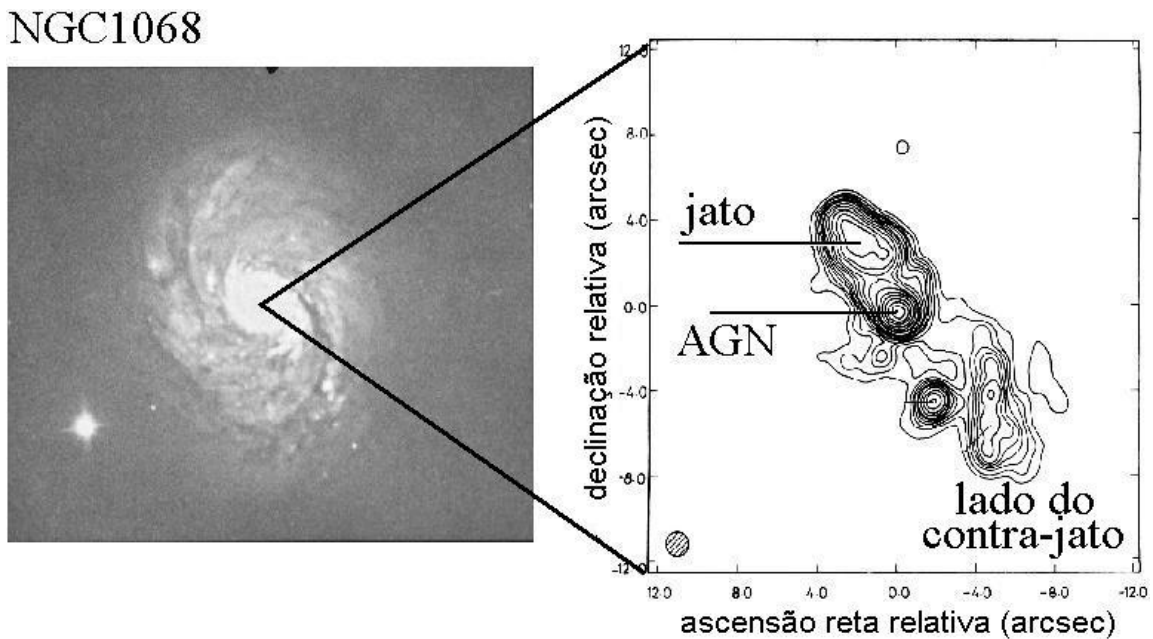 NGC1068
12.0
8.0
jato
4.0
0.0
AGN
-4.0
-8.0
lado do
contra-jato
-12.0
declinação relativa (arcsec)
12.0 8.0 4.0 0.0 -4.0 -8.0 -12.0
ascensão reta relativa (arcsec)